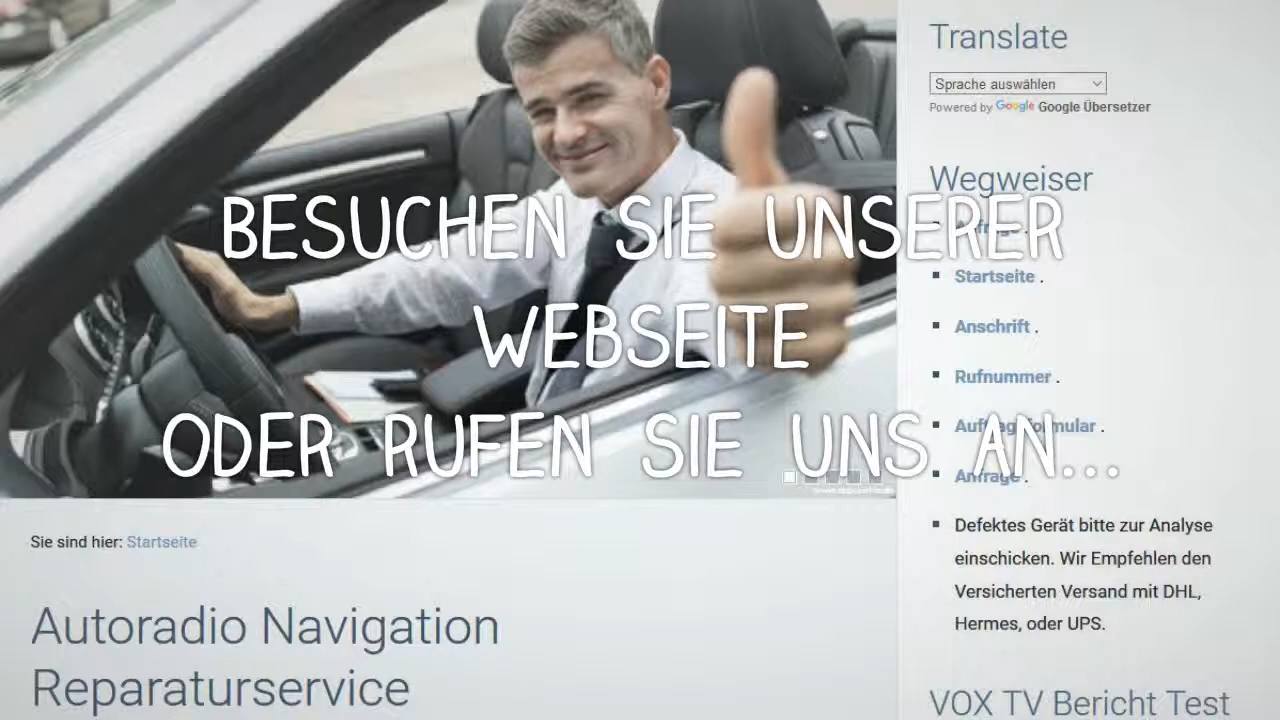 Translate
Sprache auswählen
Powered by Google Google Übersetzer
Wegweiser
BESUCHEN SIE UNSERER
WEBSEITE
ODER RUFEN SIE UNS AN...
Startseite .
Anschrift .
Rufnummer .
Auftragsformular .
Anfrage .
Defektes Gerät bitte zur Analyse
einschicken. Wir Empfehlen den
Versicherten Versand mit DHL,
Hermes, oder UPS.
VOX TV Bericht Test
Sie sind hier: Startseite
Autoradio Navigation
Reparaturservice